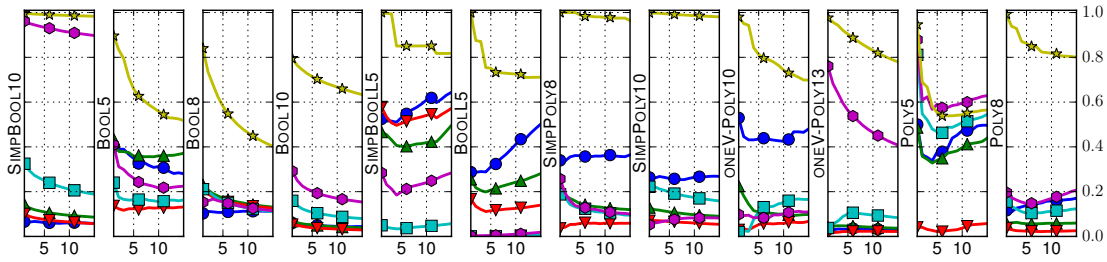 SIMPBOOL10
BOOL5
BOOL8
BOOL10
SIMPBOOL5
BOOL5
SIMPPOLY8
SIMPPOLY10
ONEV-POLY10
ONEV-POLY13
POLY5
POLY8
1.0
0.8
0.6
0.4
0.2
0.0
5 10
5 10
5 10
5 10
5 10
5 10
5 10
5 10
5 10
5 10
5 10
5 10